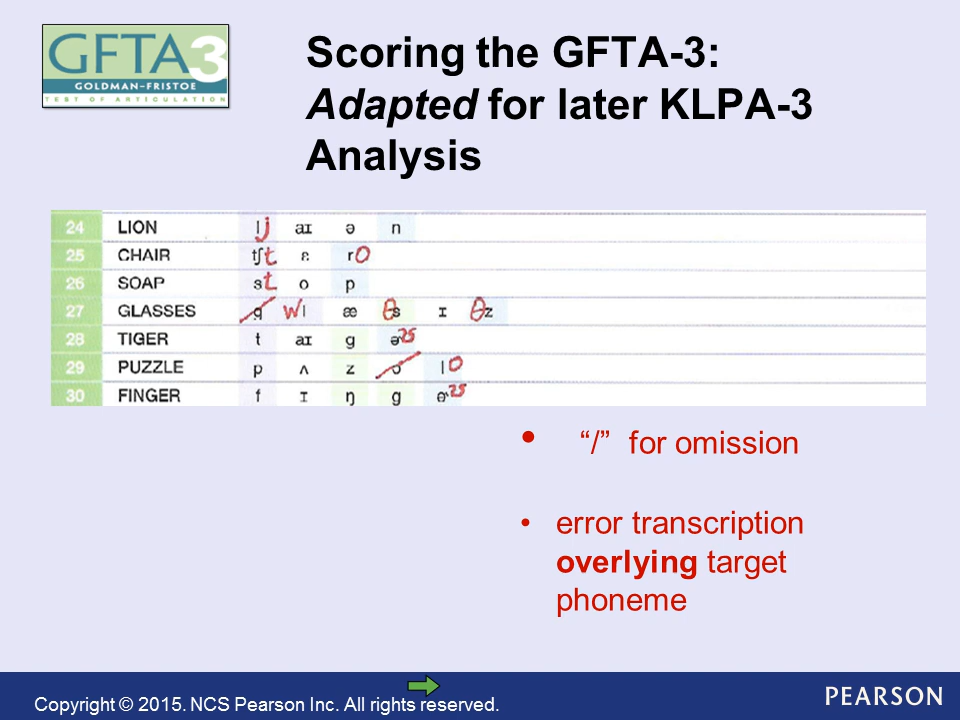 GFTA3
GOLDMAN-FRISTOE
TEST OF ARTICULATION
Scoring the GFTA-3:
Adapted for later KLPA-3
Analysis
24 LION l j aɪ ə n
25 CHAIR tʃ t ɛ r o
26 SOAP s t o p
27 GLASSES g w l æ θ s ɪ θ z
28 TIGER t aɪ g ɚ
29 PUZZLE p ʌ z ə l o
30 FINGER f ɪ ŋ g ɚ
• “/” for omission
• error transcription
overlying target
phoneme
Copyright © 2015. NCS Pearson Inc. All rights reserved.
PEARSON